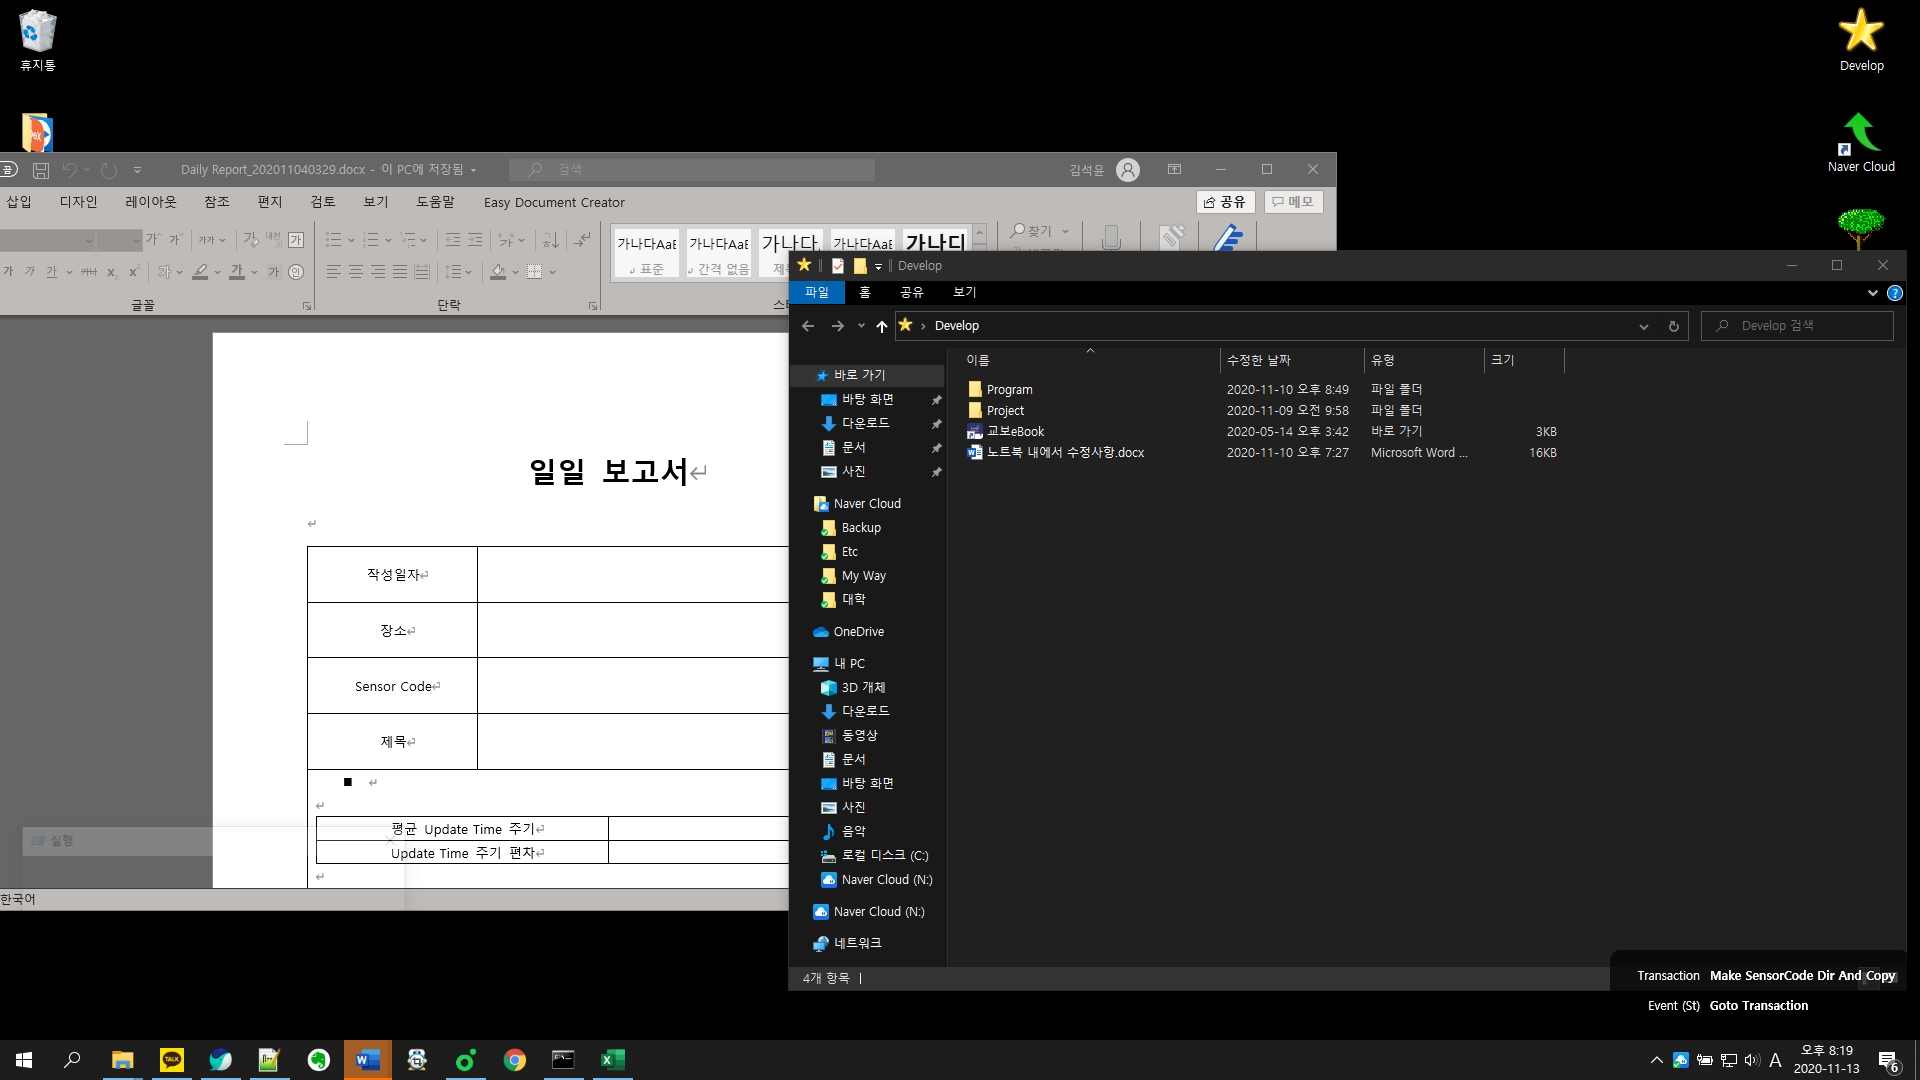 휴지통
Develop
Naver Cloud
Daily Report_202011040329.docx - 이 PC에 저장됨
검색
김석윤
삽입 디자인 레이아웃 참조 편지 검토 보기 도움말 Easy Document Creator
공유 메모
찾기
가나다AaB 가나다AaB 가나다 가나다AaB 가나다
표준 간격 없음
글꼴 단락
Develop
파일 홈 공유 보기
Develop
Develop 검색
이름 수정한 날짜 유형 크기
Program 2020-11-10 오후 8:49 파일 폴더
Project 2020-11-09 오전 9:58 파일 폴더
교보eBook 2020-05-14 오후 3:42 바로 가기 3KB
노트북 내에서 수정사항.docx 2020-11-10 오후 7:27 Microsoft Word ... 16KB
바로 가기
바탕 화면
다운로드
문서
사진
Naver Cloud
Backup
Etc
My Way
대학
OneDrive
내 PC
3D 개체
다운로드
동영상
문서
바탕 화면
사진
음악
로컬 디스크 (C:)
Naver Cloud (N:)
Naver Cloud (N:)
네트워크
4개 항목
일일 보고서
작성일자
장소
Sensor Code
제목
평균 Update Time 주기
Update Time 주기 편차
실행
한국어
Transaction Make SensorCode Dir And Copy
Event (St) Goto Transaction
TALK
A
오후 8:19
2020-11-13
6